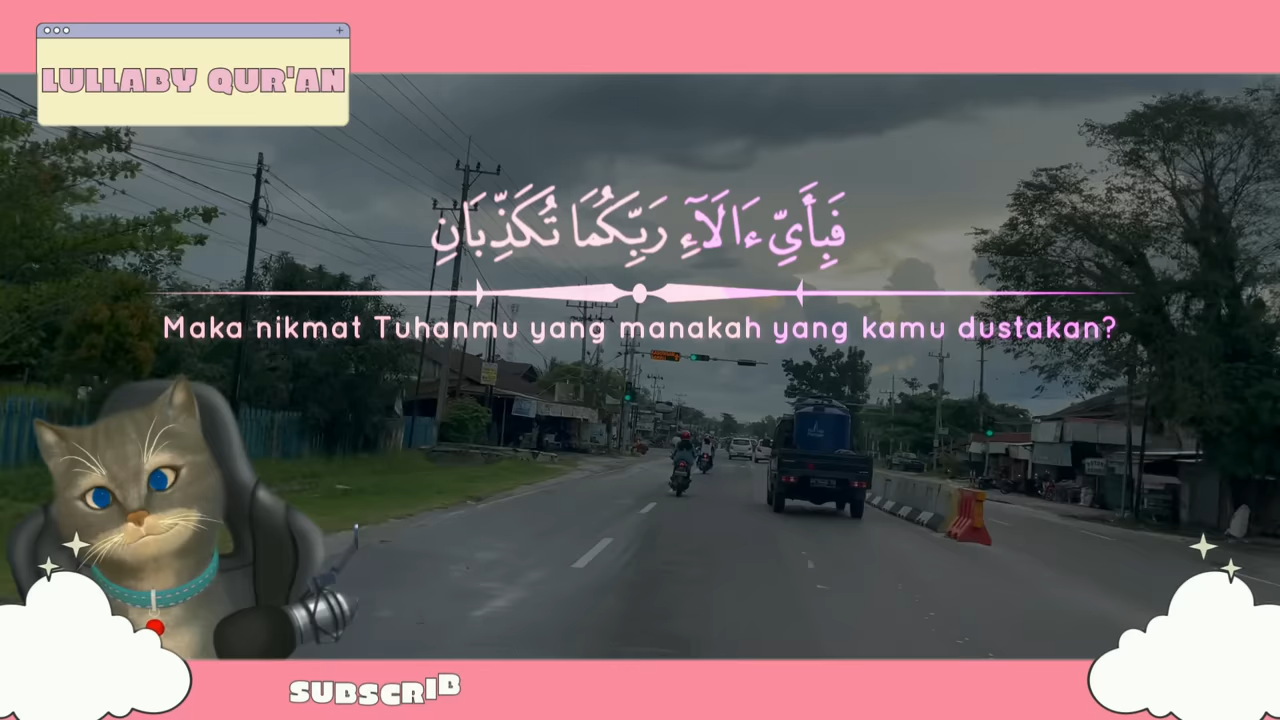 LULLABY QUR'AN
فَبِأَيِّ ءَالَآءِ رَبِّكُمَا تُكَذِّبَانِ
Maka nikmat Tuhanmu yang manakah yang kamu dustakan?
SUBSCRIB